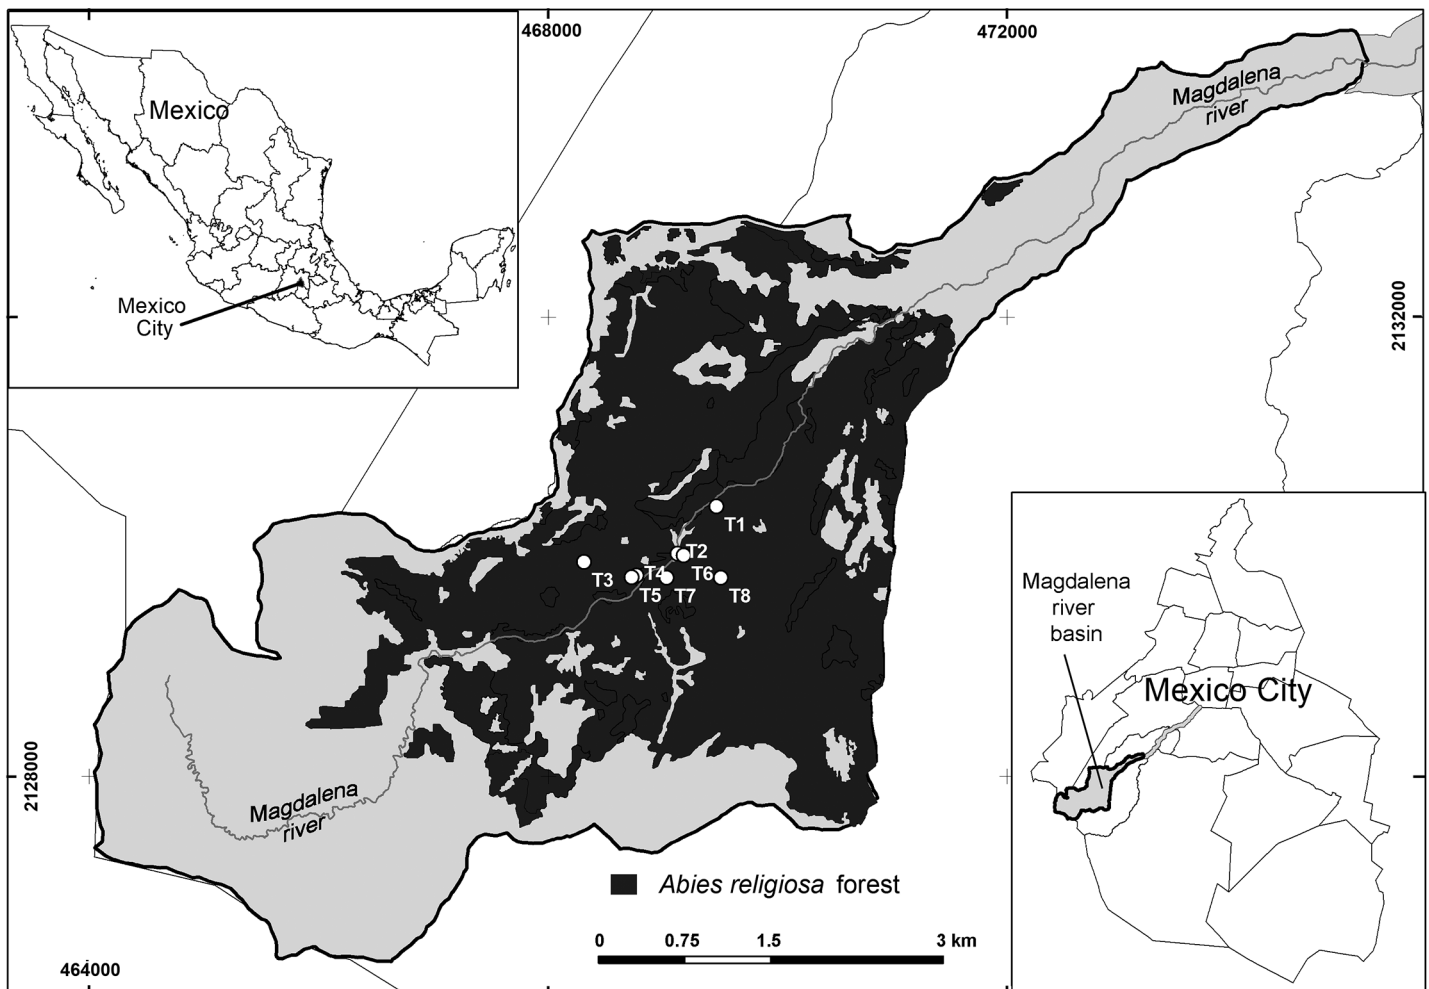 468000
472000
Mexico
Mexico
City
Magdalena
river
2132000
T1
T2
T3
T4
T6
T5
T7
T8
Magdalena
river
basin
Mexico City
2128000
Magdalena
river
Abies religiosa forest
0 0.75 1.5 3 km
464000